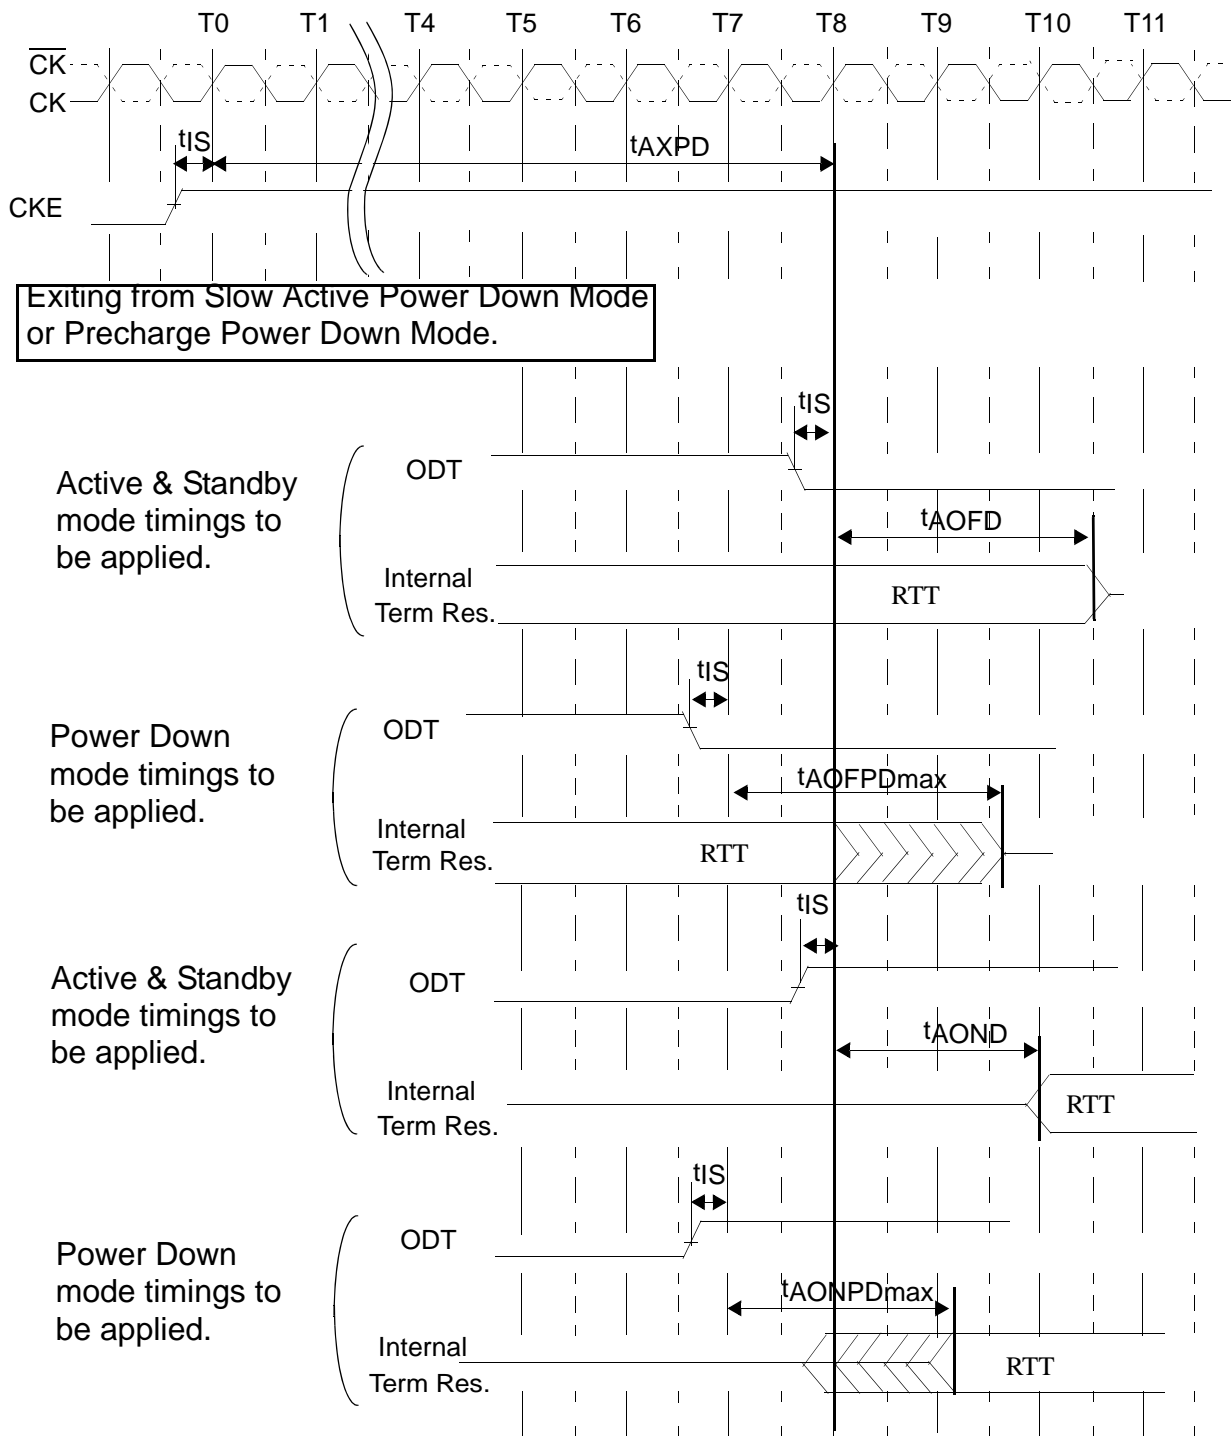 T0 T1 T4 T5 T6 T7 T8 T9 T10 T11
CK
CK
tIS
tAXPD
CKE
Exiting from Slow Active Power Down Mode
or Precharge Power Down Mode.
tIS
ODT
Active & Standby
mode timings to
be applied.
tAOFD
Internal
Term Res.
RTT
tIS
ODT
Power Down
mode timings to
be applied.
tAOFPDmax
Internal
Term Res.
RTT
tIS
ODT
Active & Standby
mode timings to
be applied.
tAOND
Internal
Term Res.
RTT
tIS
ODT
Power Down
mode timings to
be applied.
tAONPDmax
Internal
Term Res.
RTT